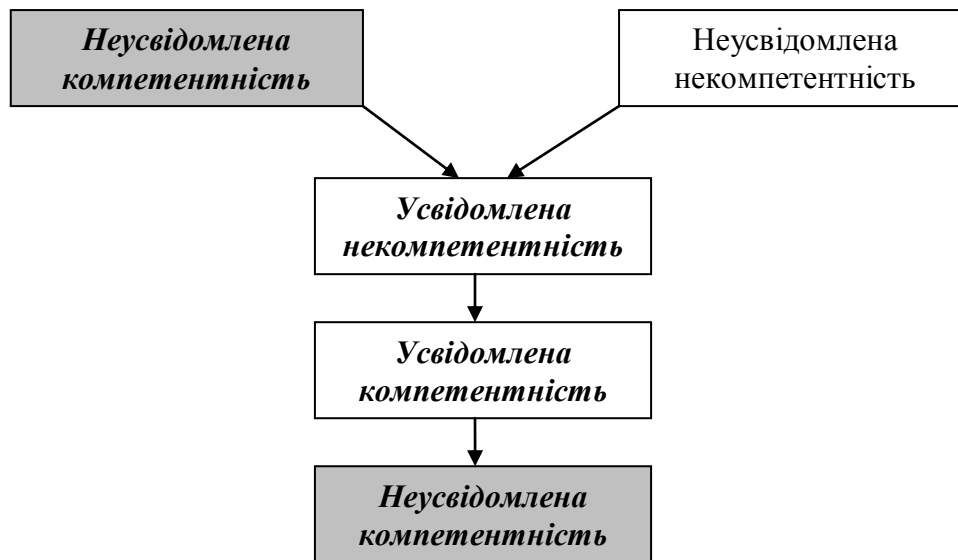 Неусвідомлена
компетентність
Неусвідомлена
некомпетентність
Усвідомлена
некомпетентність
Усвідомлена
компетентність
Неусвідомлена
компетентність